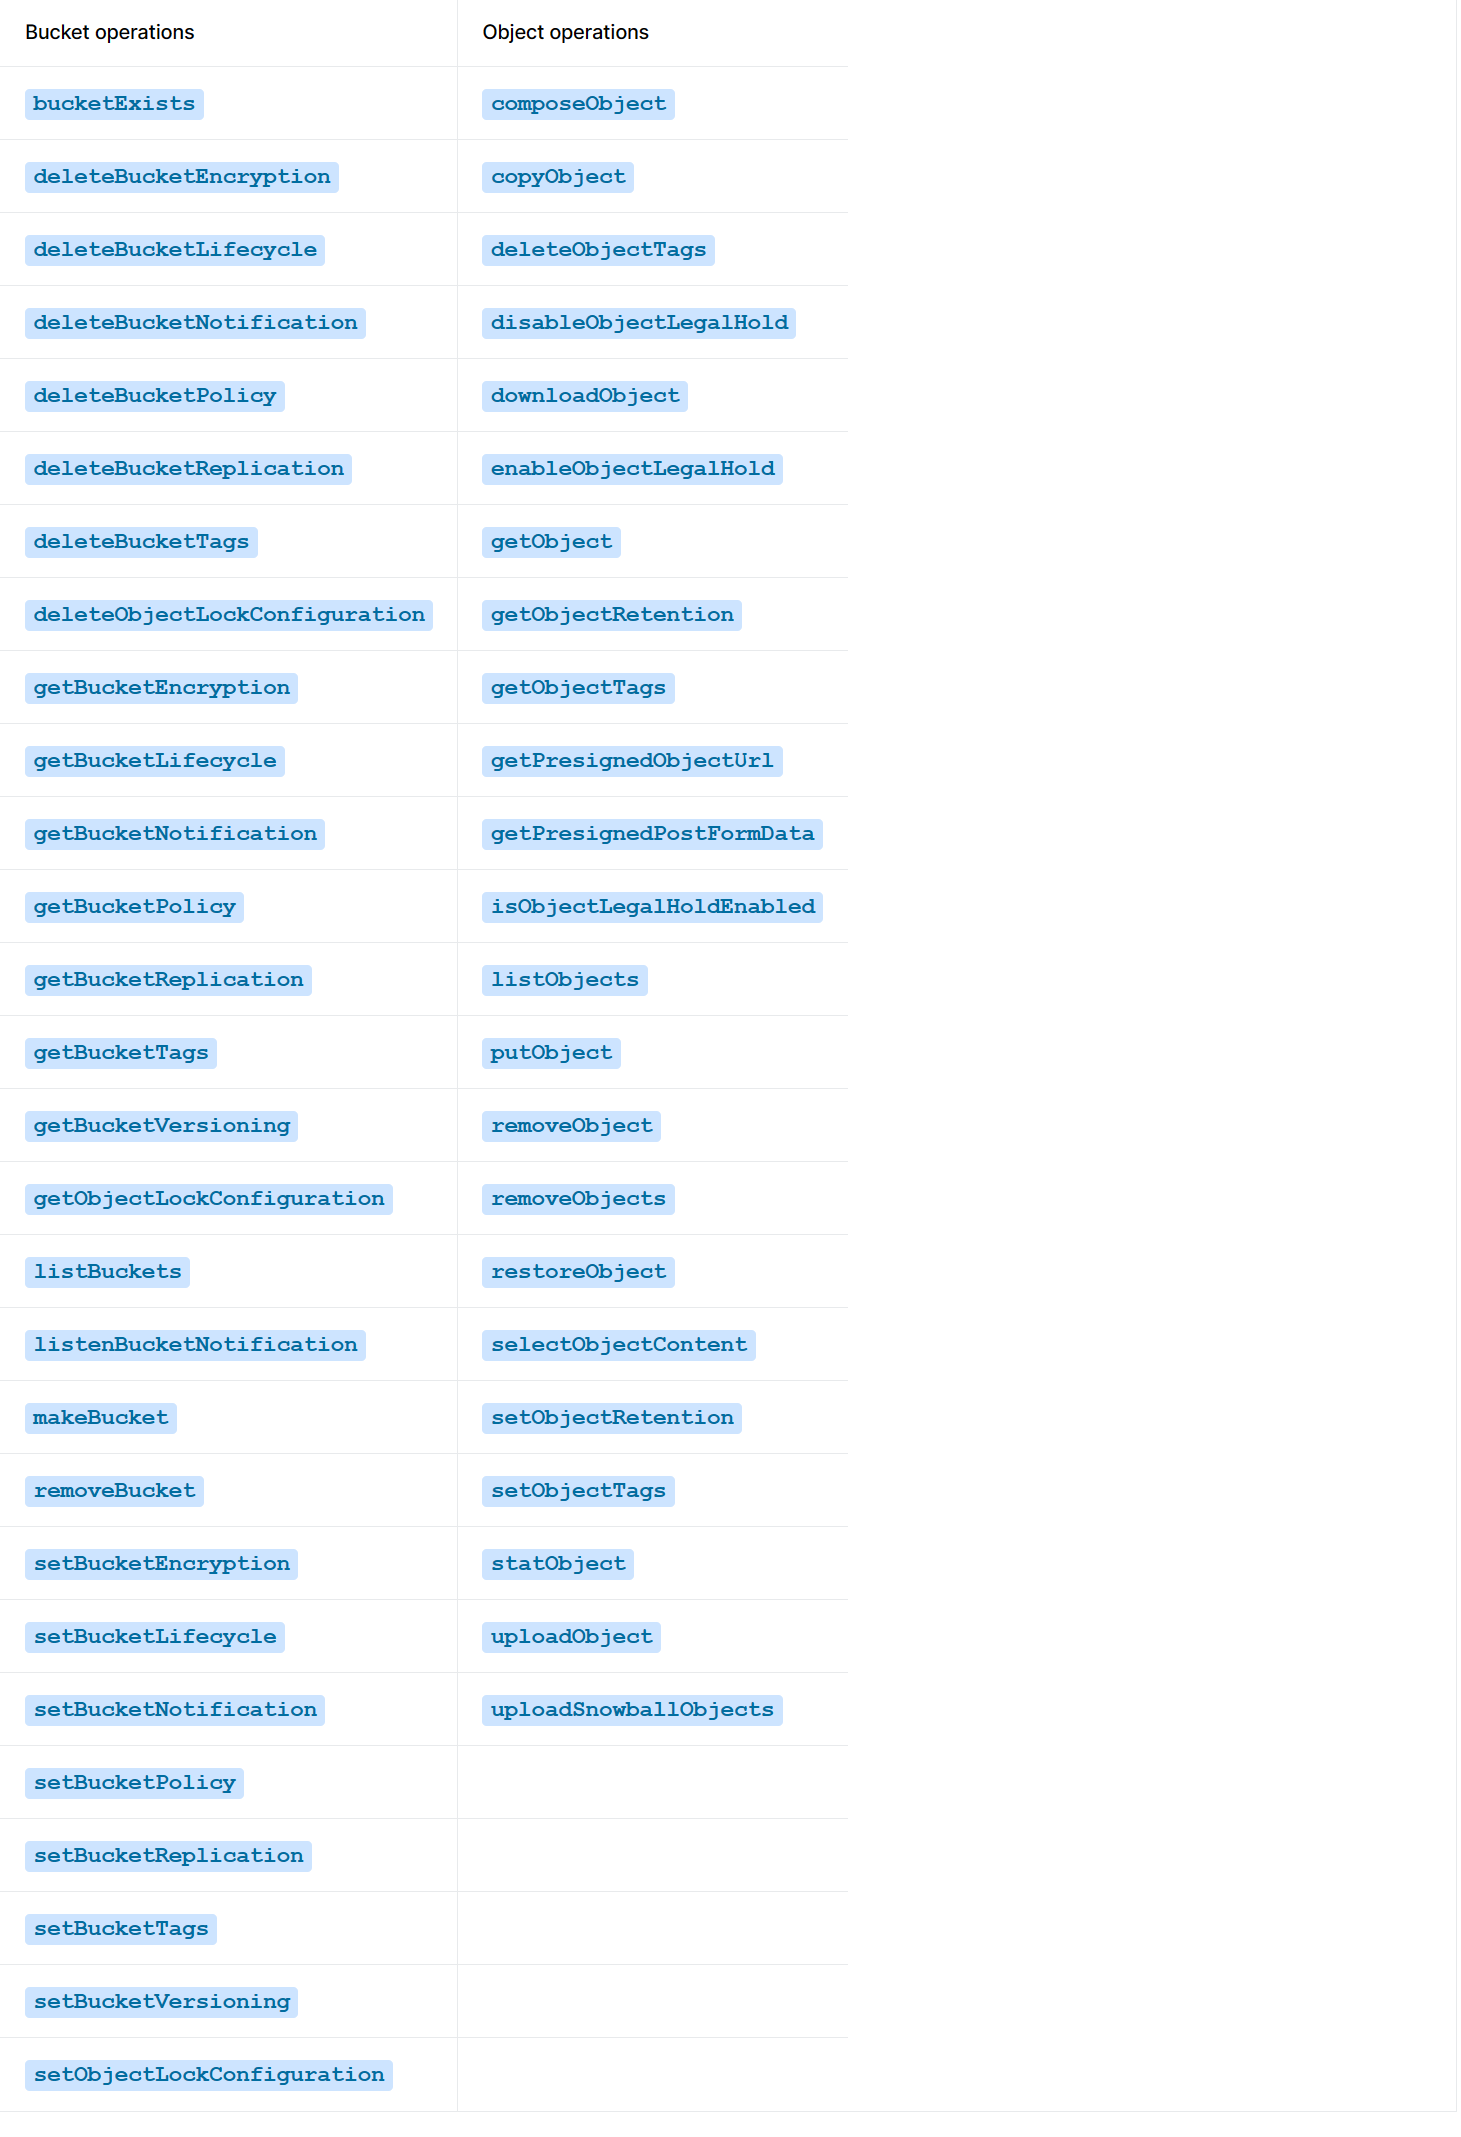 Bucket operations Object operations
bucketExists composeObject
deleteBucketEncryption copyObject
deleteBucketLifecycle deleteObjectTags
deleteBucketNotification disableObjectLegalHold
deleteBucketPolicy downloadObject
deleteBucketReplication enableObjectLegalHold
deleteBucketTags getObject
deleteObjectLockConfiguration getObjectRetention
getBucketEncryption getObjectTags
getBucketLifecycle getPresignedObjectUrl
getBucketNotification getPresignedPostFormData
getBucketPolicy isObjectLegalHoldEnabled
getBucketReplication listObjects
getBucketTags putObject
getBucketVersioning removeObject
getObjectLockConfiguration removeObjects
listBuckets restoreObject
listenBucketNotification selectObjectContent
makeBucket setObjectRetention
removeBucket setObjectTags
setBucketEncryption statObject
setBucketLifecycle uploadObject
setBucketNotification uploadSnowballObjects
setBucketPolicy
setBucketReplication
setBucketTags
setBucketVersioning
setObjectLockConfiguration